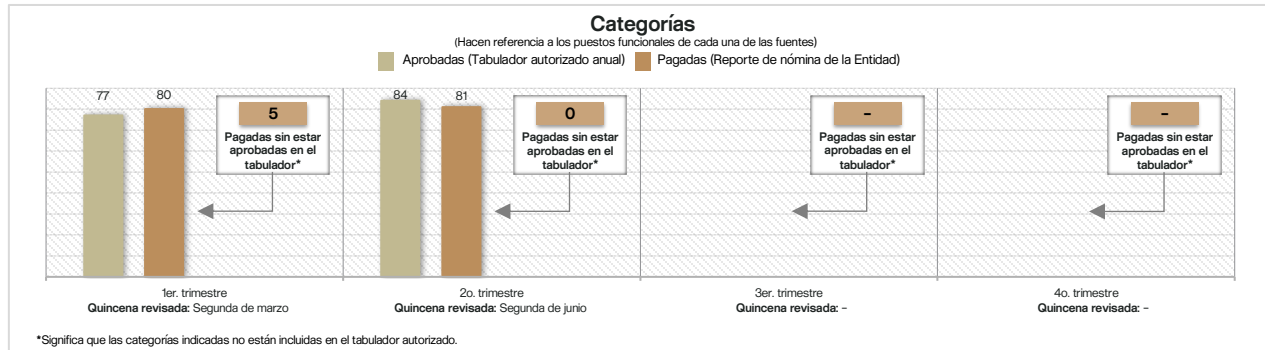 Categorías
(Hacen referencia a los puestos funcionales de cada una de las fuentes)
Aprobadas (Tabulador autorizado anual) Pagadas (Reporte de nómina de la Entidad)
77 80
5
Pagadas sin estar
aprobadas en el
tabulador*
84 81
0
Pagadas sin estar
aprobadas en el
tabulador*
-
Pagadas sin estar
aprobadas en el
tabulador*
-
Pagadas sin estar
aprobadas en el
tabulador*
1er. trimestre
Quincena revisada: Segunda de marzo
2o. trimestre
Quincena revisada: Segunda de junio
3er. trimestre
Quincena revisada: -
4o. trimestre
Quincena revisada: -
*Significa que las categorías indicadas no están incluidas en el tabulador autorizado.